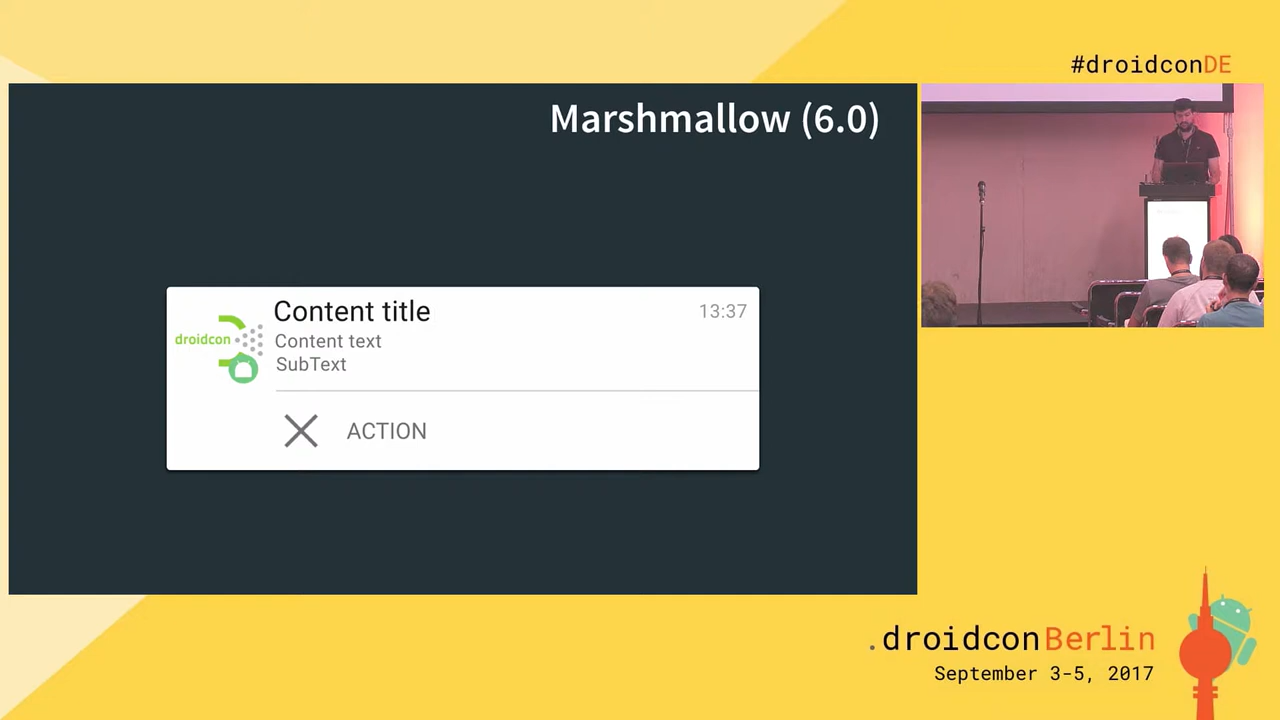 #droidconDE
Marshmallow (6.0)
Content title
13:37
droidcon
Content text
SubText
ACTION
.droidconBerlin
September 3-5, 2017